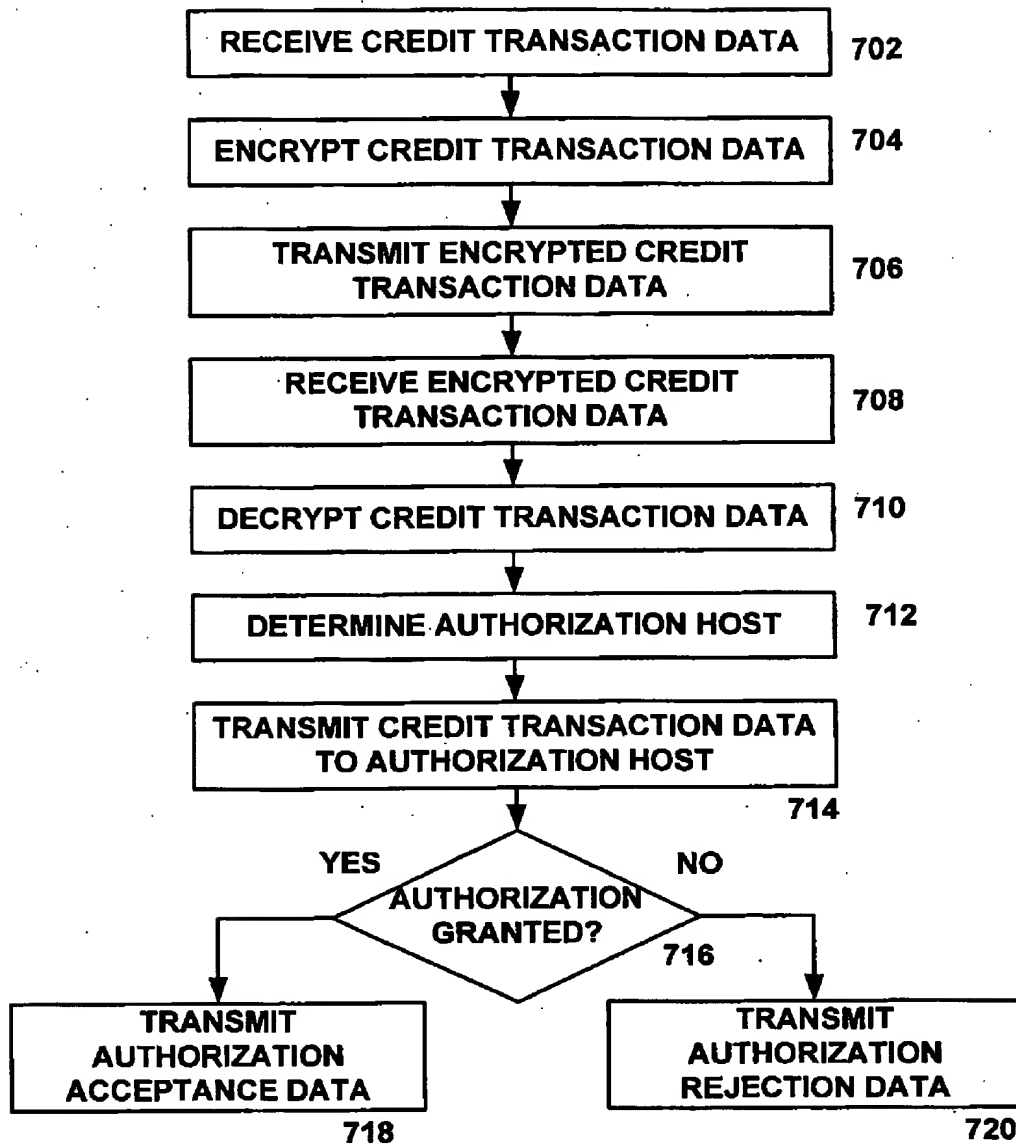 RECEIVE CREDIT TRANSACTION DATA
702
ENCRYPT CREDIT TRANSACTION DATA
704
TRANSMIT ENCRYPTED CREDIT
TRANSACTION DATA
706
RECEIVE ENCRYPTED CREDIT
TRANSACTION DATA
708
DECRYPT CREDIT TRANSACTION DATA
710
DETERMINE AUTHORIZATION HOST
712
TRANSMIT CREDIT TRANSACTION DATA
TO AUTHORIZATION HOST
714
YES
NO
AUTHORIZATION
GRANTED?
716
TRANSMIT
AUTHORIZATION
ACCEPTANCE DATA
718
TRANSMIT
AUTHORIZATION
REJECTION DATA
720